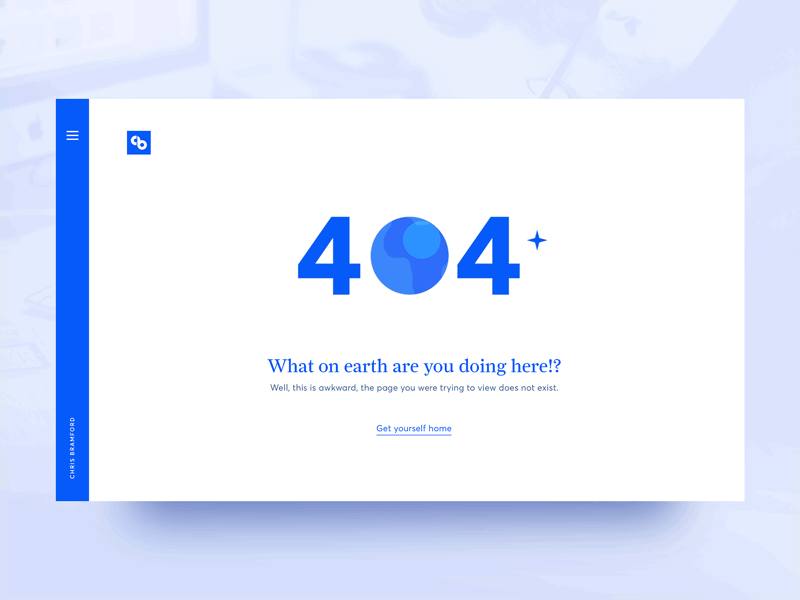 cb
404
What on earth are you doing here!?
Well, this is awkward, the page you were trying to view does not exist.
Get yourself home
CHRIS BRAMFORD